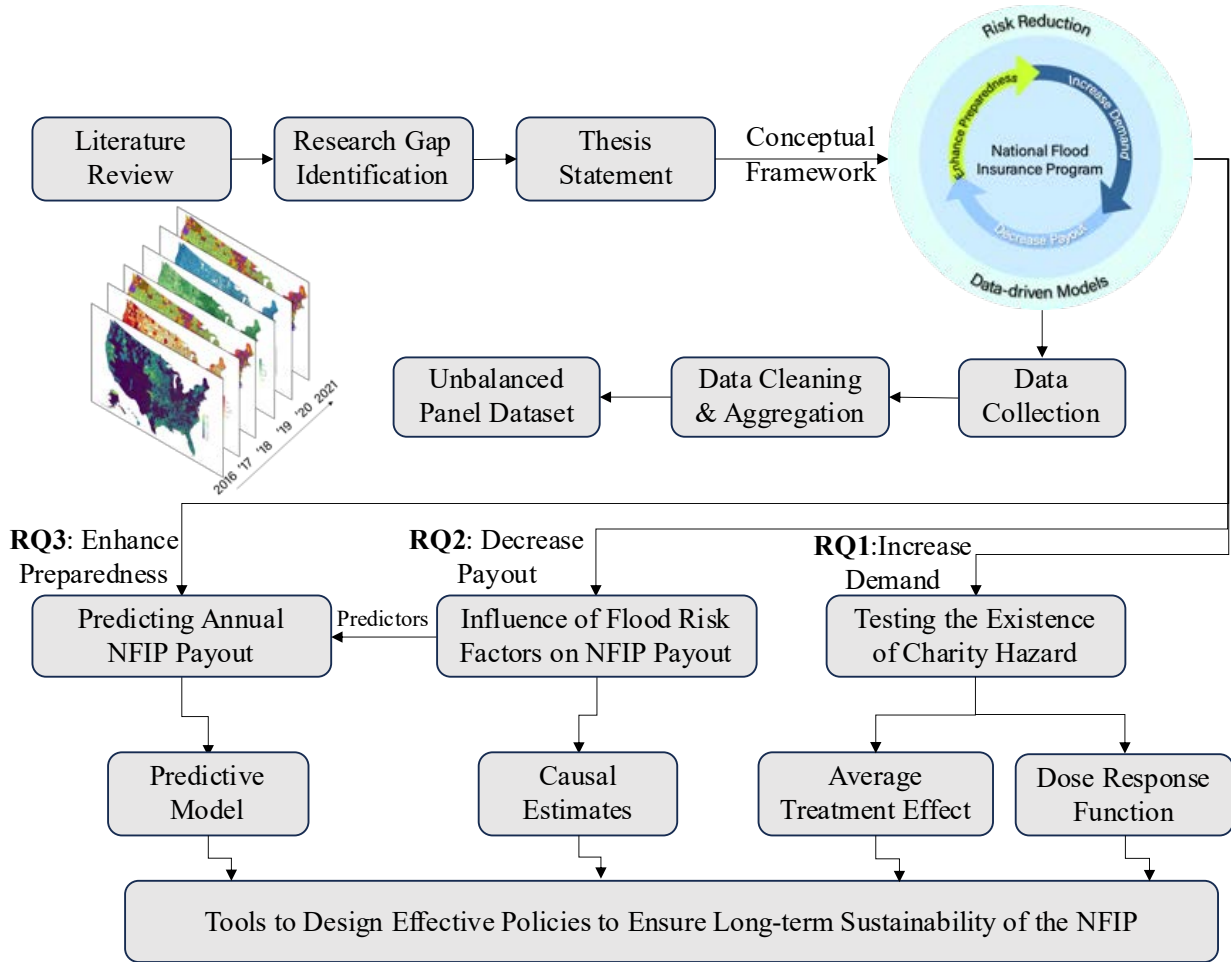 Risk Reduction
Enhance Preparedness
Increase Demand
National Flood
Insurance Program
Decrease Payout
Data-driven Models
Literature
Review
Research Gap
Identification
Thesis
Statement
Conceptual
Framework
2016 '17 '18 '19 '20 2021
Unbalanced
Panel Dataset
Data Cleaning
& Aggregation
Data
Collection
RQ3: Enhance
Preparedness
RQ2: Decrease
Payout
RQ1:Increase
Demand
Predicting Annual
NFIP Payout
Predictors
Influence of Flood Risk
Factors on NFIP Payout
Testing the Existence
of Charity Hazard
Predictive
Model
Causal
Estimates
Average
Treatment Effect
Dose Response
Function
Tools to Design Effective Policies to Ensure Long-term Sustainability of the NFIP